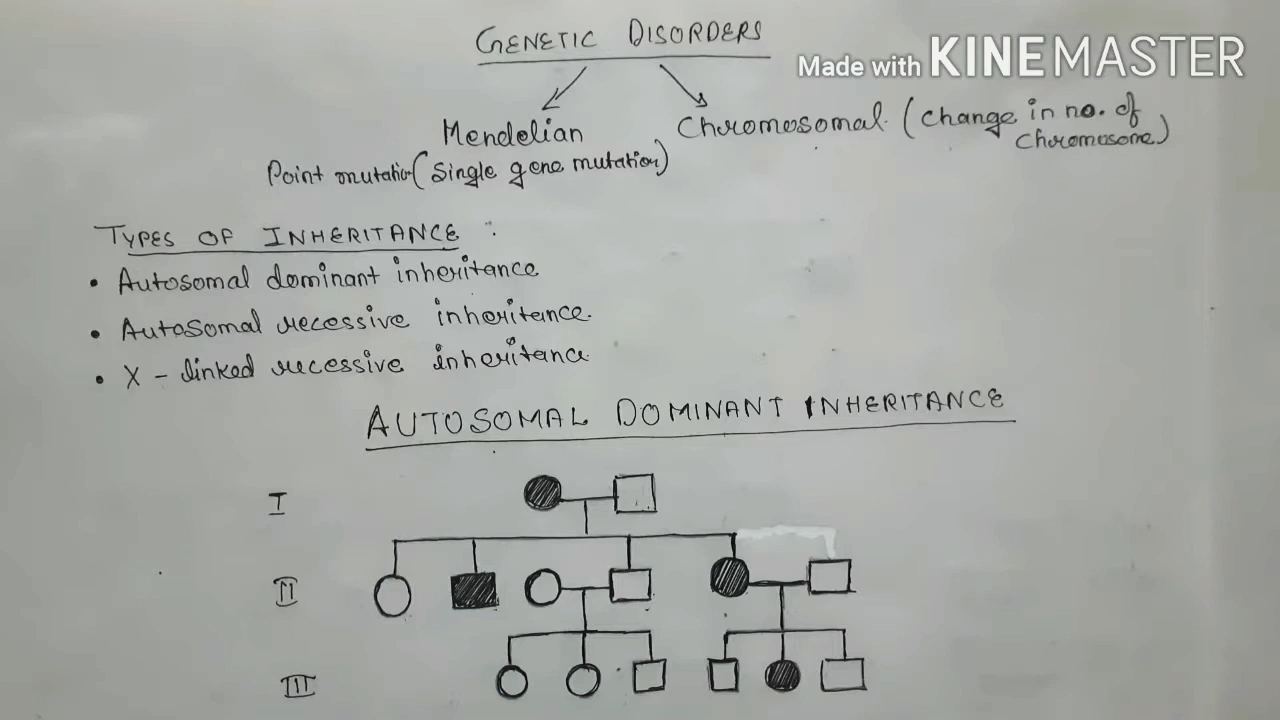 GENETIC DISORDERS
Made with KINEMASTER
Mendelian
Chromosomal (change in no. of
chromosome)
Point mutatio (single gene mutation)
TYPES OF INHERITANCE :
• Autosomal dominant inheritance
• Autosomal recessive inheritance.
• X - linked recessive inheritance
AUTOSOMAL DOMINANT INHERITANCE
I
II
III